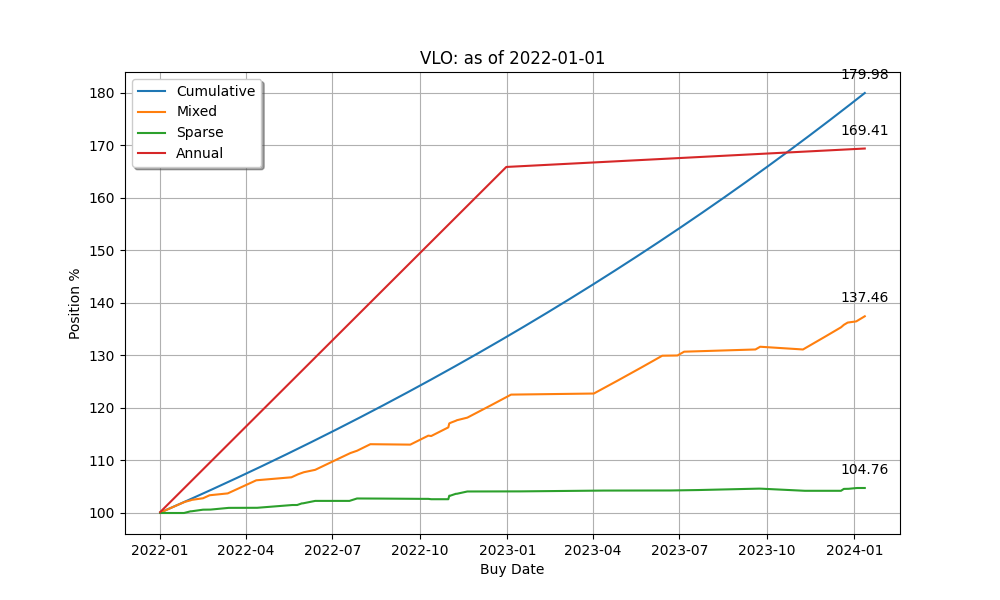 VLO: as of 2022-01-01
179.98
180
Cumulative
Mixed
169.41
Sparse
170
Annual
160
150
137.46
140
Position %
130
120
104.76
110
100
2022-01 2022-04 2022-07 2022-10 2023-01 2023-04 2023-07 2023-10 2024-01
Buy Date